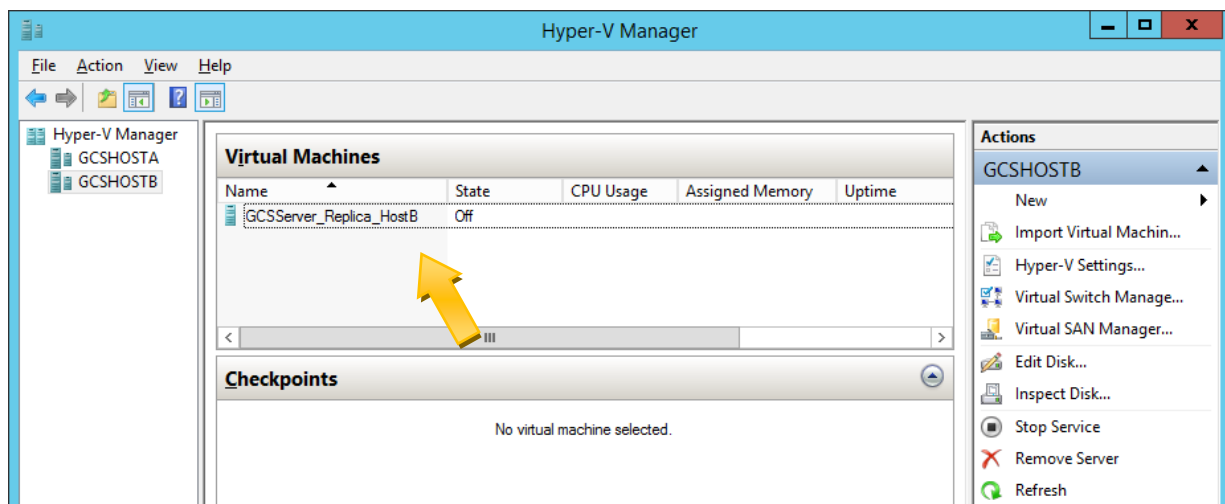 Hyper-V Manager
File Action View Help
Hyper-V Manager
GCSHOSTA
GCSHOSTB
Virtual Machines
Name State CPU Usage Assigned Memory Uptime
GCSServer_Replica_HostB Off
Checkpoints
No virtual machine selected.
Actions
GCSHOSTB
New
Import Virtual Machin...
Hyper-V Settings...
Virtual Switch Manage...
Virtual SAN Manager...
Edit Disk...
Inspect Disk...
Stop Service
Remove Server
Refresh